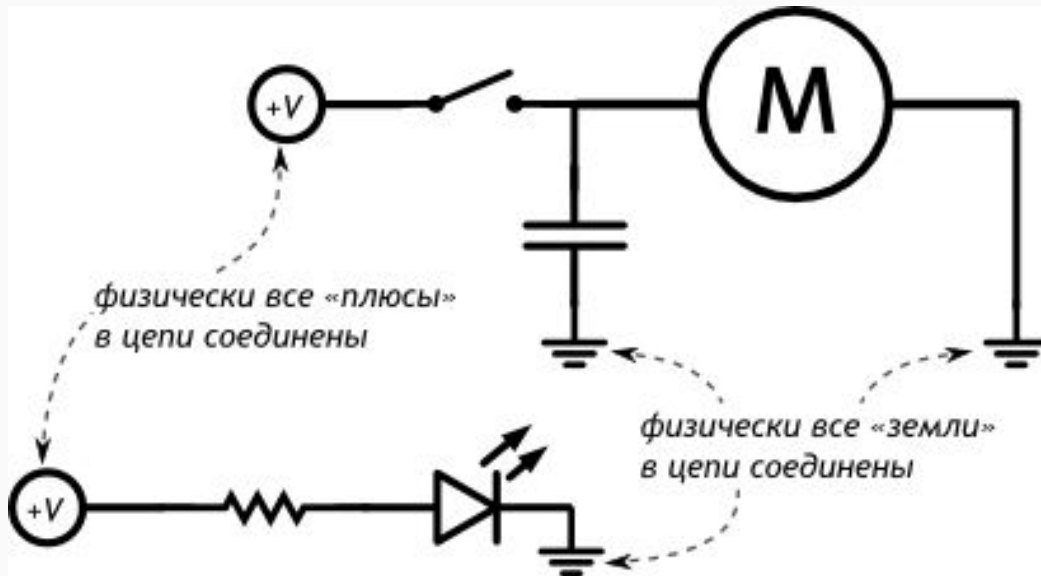 +V
M
физически все «плюсы»
в цепи соединены
физически все «земли»
в цепи соединены
+V